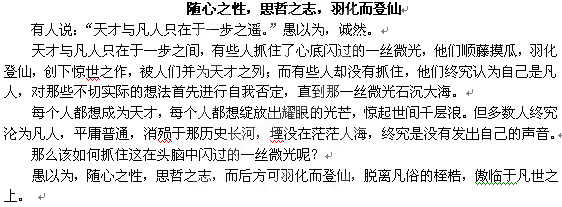 随心之性，思哲之志，羽化而登仙
有人说：“天才与凡人只在于一步之遥。”愚以为，诚然。
天才与凡人只在于一步之间，有些人抓住了心底闪过的一丝微光，他们顺藤摸瓜，羽化
登仙，创下惊世之作，被人们并为天才之列；而有些人却没有抓住，他们终究认为自己是凡
人，对那些不切实际的想法首先进行自我否定，直到那一丝微光石沉大海。
每个人都想成为天才，每个人都想绽放出耀眼的光芒，惊起世间千层浪。但多数人终究
沦为凡人，平庸普通，消殒于那历史长河，堙没在茫茫人海，终究是没有发出自己的声音。
那么该如何抓住这在头脑中闪过的一丝微光呢？
愚以为，随心之性，思哲之志，而后方可羽化而登仙，脱离凡俗的桎梏，傲临于凡世之
上。